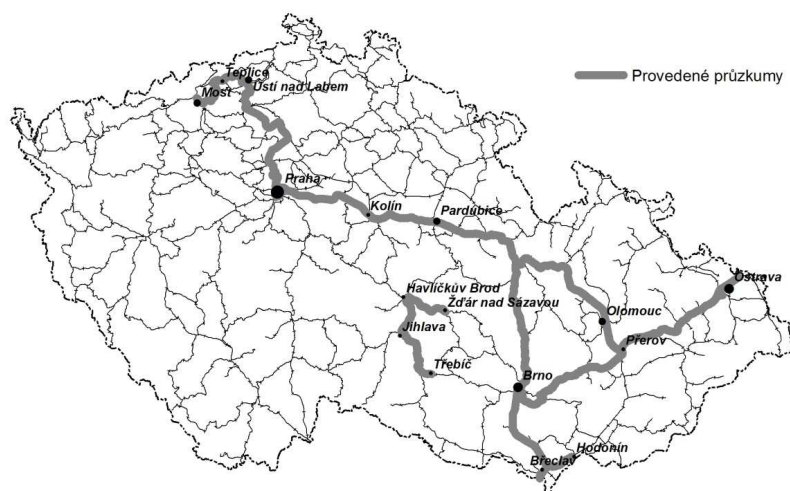 Provedené průzkumy
Teplice
Most
Ústí nad Labem
Praha
Kolín
Pardubice
Havlíčkův Brod
Žďár nad Sázavou
Ostrava
Olomouc
Jihlava
Přerov
Třebíč
Brno
Hodonín
Břeclav